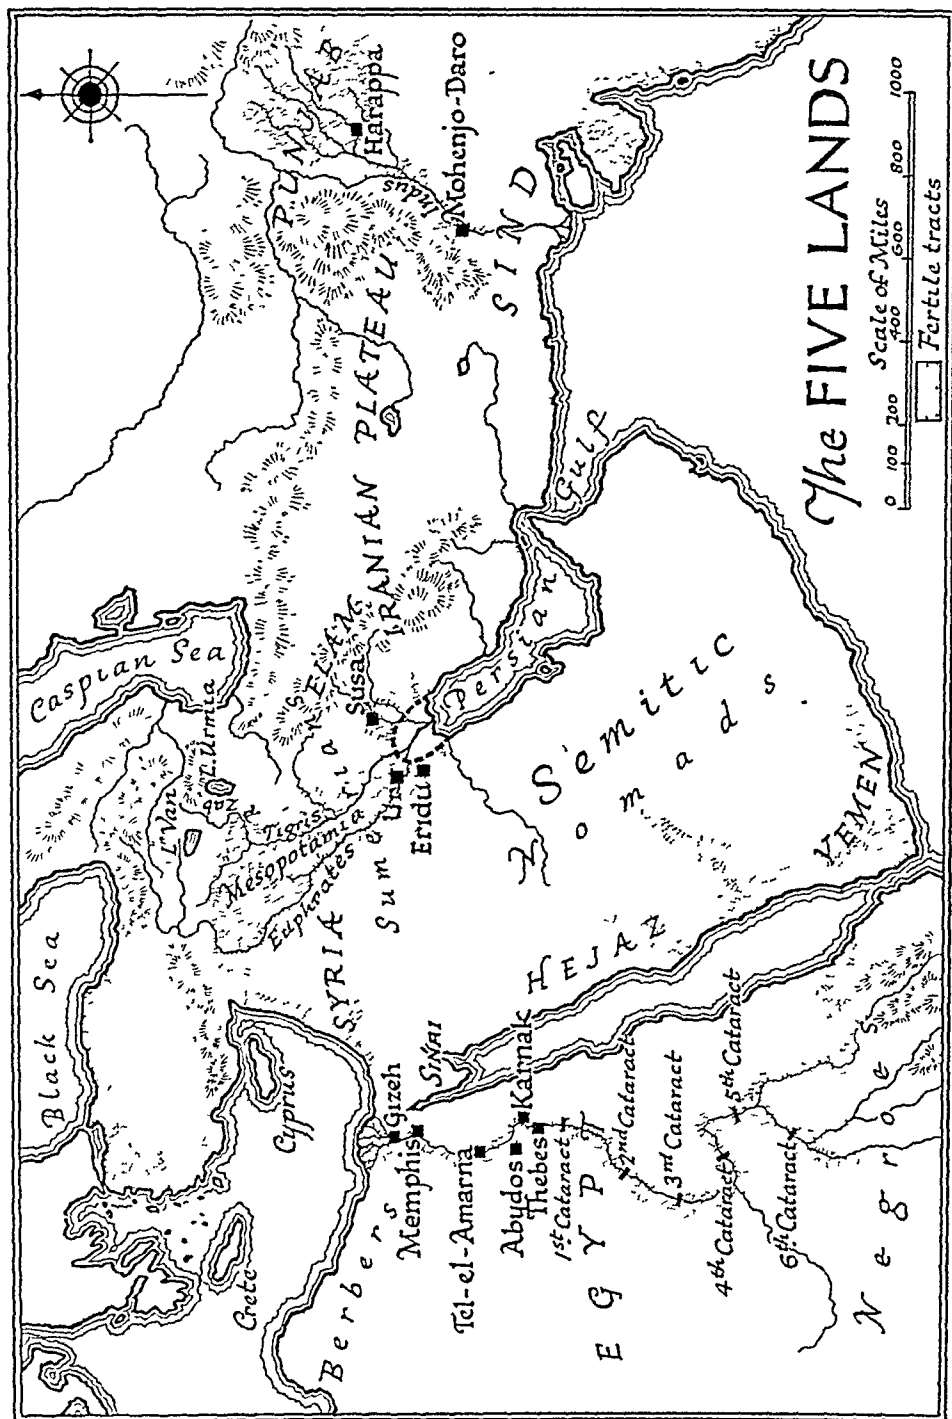 The FIVE LANDS
Scale of Miles
0 100 200 400 600 800 1000
Fertile tracts
Black Sea
Caspian Sea
L. Van
L. Urmia
Zab
Tigris
Mesopotamia
Euphrates
Crete
Cyprus
SYRIA
Sumeria
ELAM
Susa
Ur
Eridu
IRANIAN PLATEAU
PUNJAB
Harappa
Indus
Mohenjo-Daro
SIND
Persian Gulf
Berbers
Gizeh
Memphis
SINAI
Tel-el-Amarna
Abydos
Karnak
Thebes
1st Cataract
EGYPT
2nd Cataract
3rd Cataract
4th Cataract
5th Cataract
6th Cataract
HEJAZ
Semitic
Nomads
YEMEN
Negroes